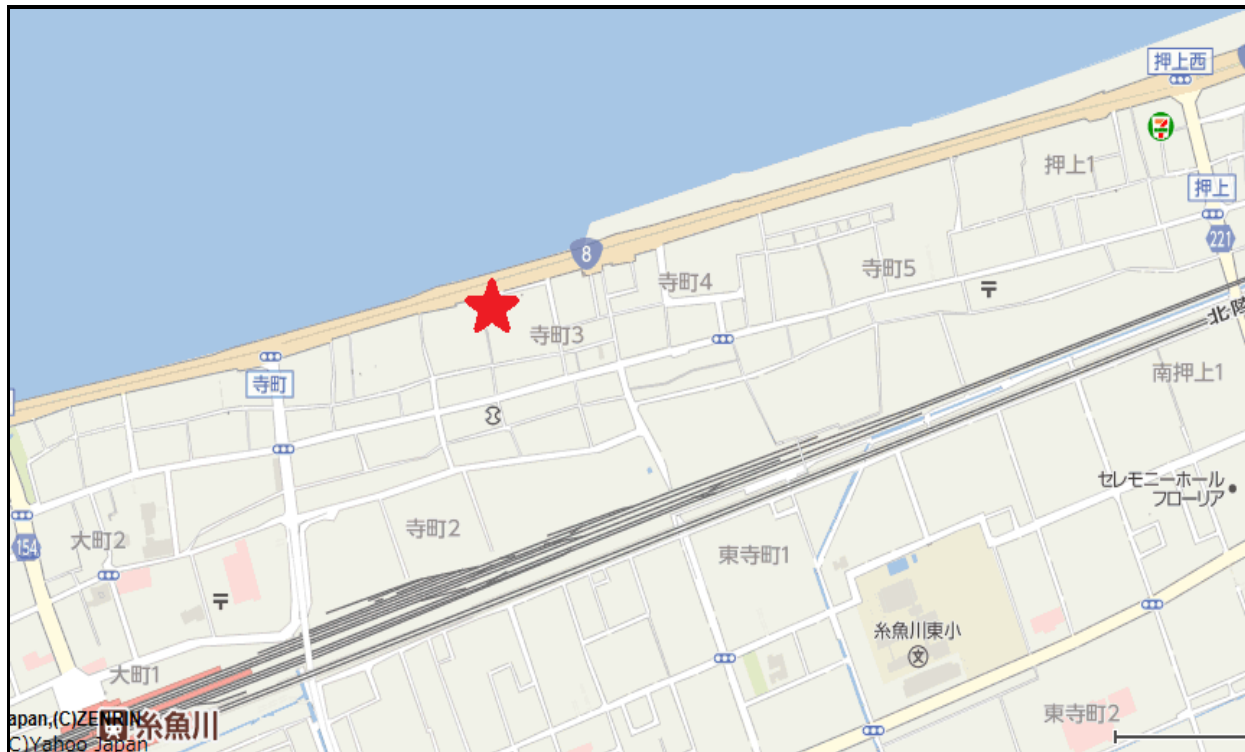 押上西
押上1
押上
221
8
寺町5
寺町4
寺町3
寺町
南押上1
セレモニーホール
フローリア
寺町2
東寺町1
大町2
154
糸魚川東小
文
大町1
東寺町2
糸魚川
apan,(C)ZENRIN
C)Yahoo Japan